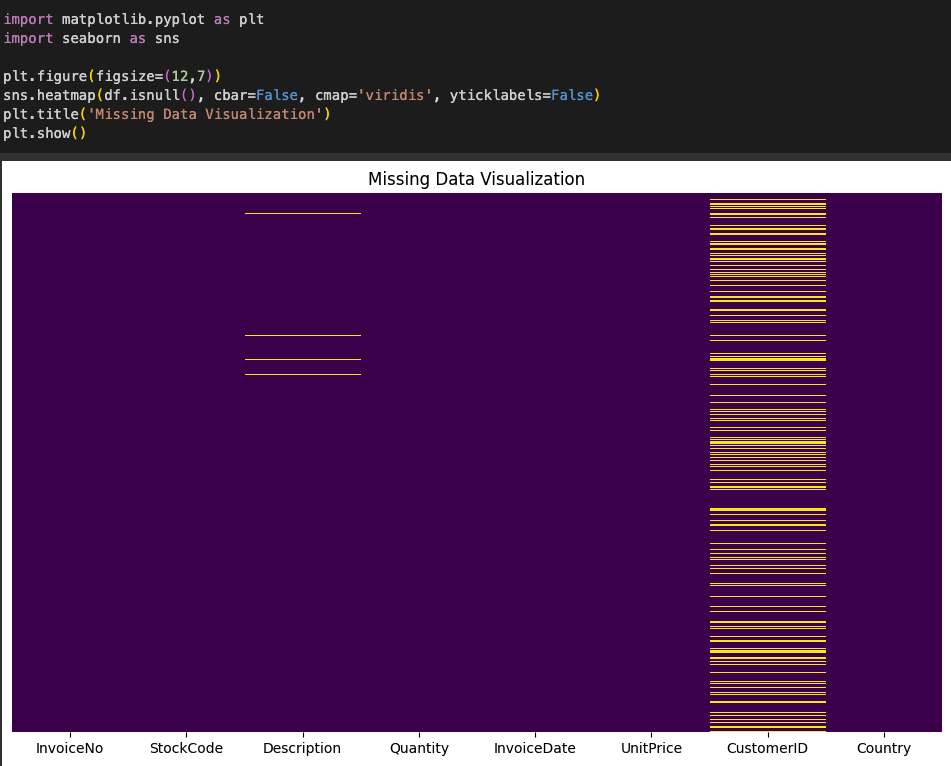 import matplotlib.pyplot as plt
import seaborn as sns
plt.figure(figsize=(12,7))
sns.heatmap(df.isnull(), cbar=False, cmap='viridis', yticklabels=False)
plt.title('Missing Data Visualization')
plt.show()
Missing Data Visualization
InvoiceNo StockCode Description Quantity InvoiceDate UnitPrice CustomerID Country